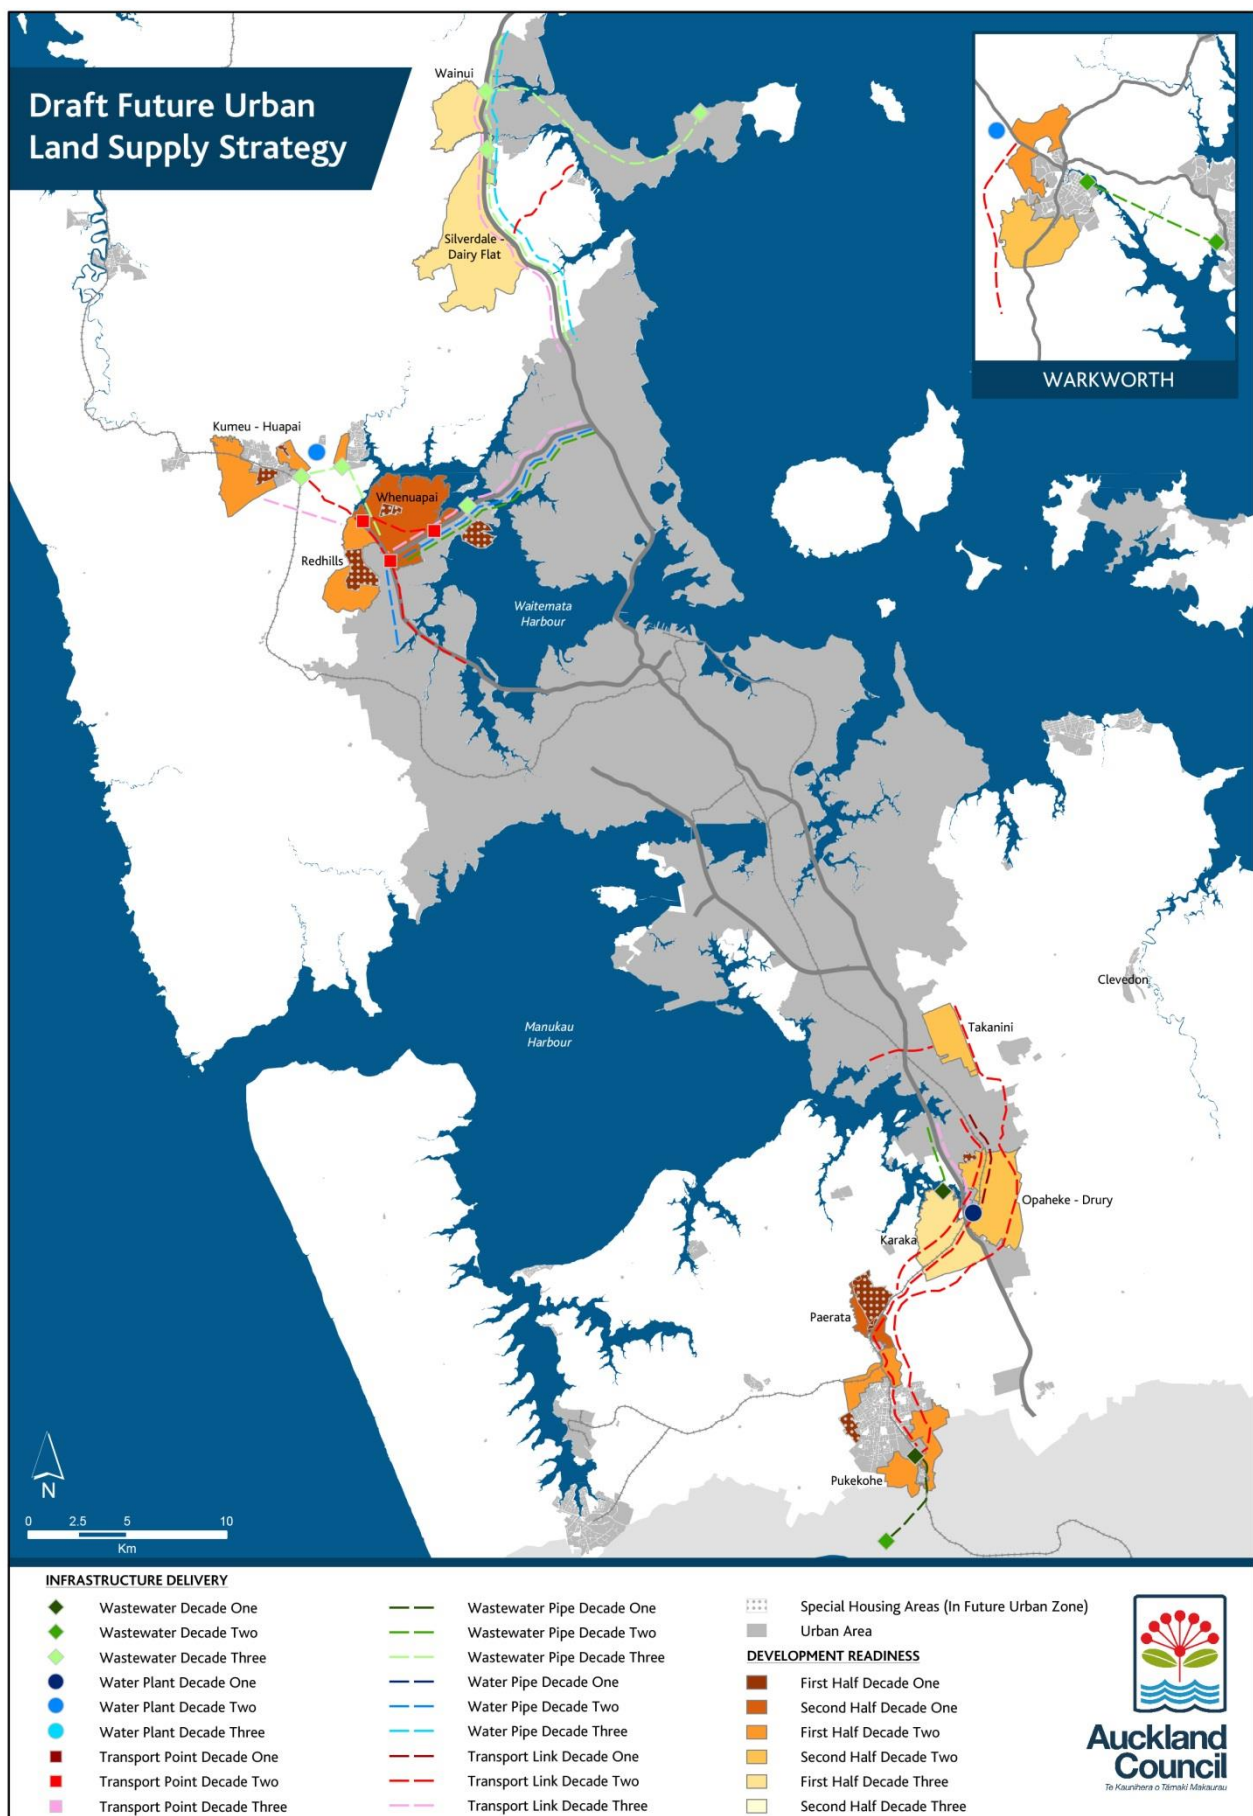 Draft Future Urban
Land Supply Strategy
Wainui
Silverdale -
Dairy Flat
WARKWORTH
Kumeu - Huapai
Whenuapai
Redhills
Waitemata
Harbour
Clevedon
Manukau
Harbour
Takanini
Opaheke - Drury
Karaka
Paerata
Pukekohe
N
0 2.5 5 10
Km
INFRASTRUCTURE DELIVERY
Wastewater Decade One
Wastewater Decade Two
Wastewater Decade Three
Water Plant Decade One
Water Plant Decade Two
Water Plant Decade Three
Transport Point Decade One
Transport Point Decade Two
Transport Point Decade Three
Wastewater Pipe Decade One
Wastewater Pipe Decade Two
Wastewater Pipe Decade Three
Water Pipe Decade One
Water Pipe Decade Two
Water Pipe Decade Three
Transport Link Decade One
Transport Link Decade Two
Transport Link Decade Three
Special Housing Areas (In Future Urban Zone)
Urban Area
DEVELOPMENT READINESS
First Half Decade One
Second Half Decade One
First Half Decade Two
Second Half Decade Two
First Half Decade Three
Second Half Decade Three
Auckland
Council
Te Kaunihera o Tāmaki Makaurau